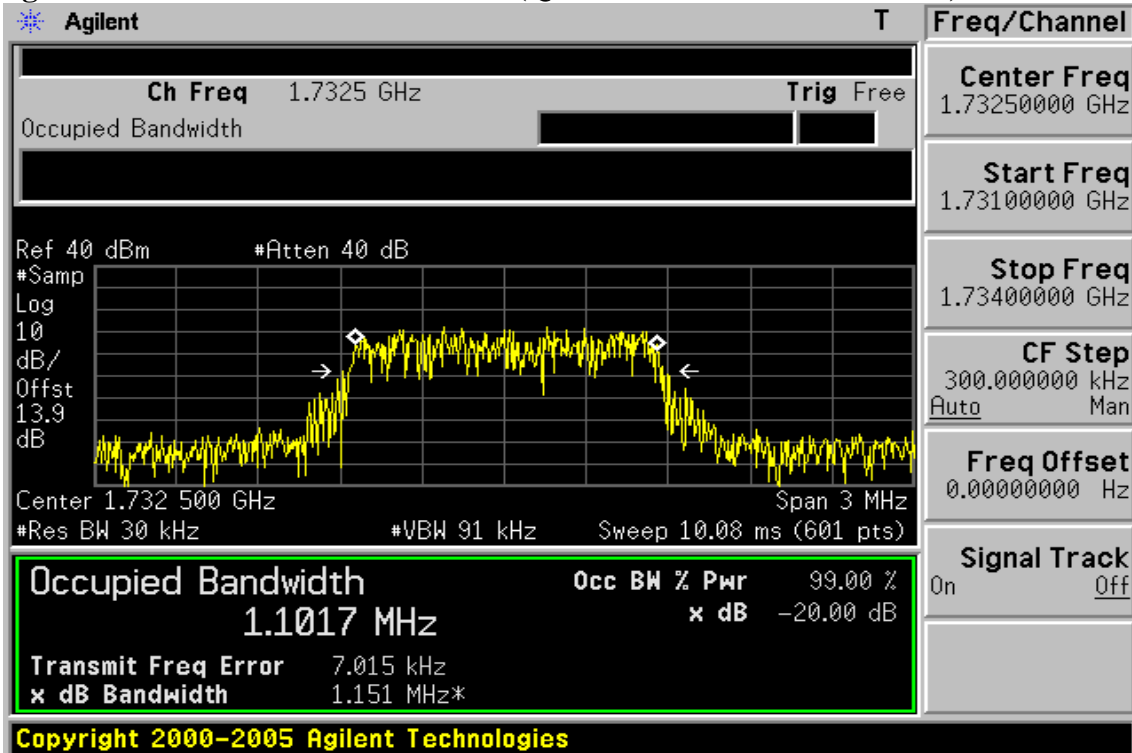 Agilent T
Ch Freq 1.7325 GHz Trig Free
Occupied Bandwidth
Ref 40 dBm #Atten 40 dB
#Samp
Log
10
dB/
Offst
13.9
dB
Center 1.732 500 GHz Span 3 MHz
#Res BW 30 kHz #VBW 91 kHz Sweep 10.08 ms (601 pts)
Occupied Bandwidth Occ BW % Pwr 99.00 %
1.1017 MHz x dB -20.00 dB
Transmit Freq Error 7.015 kHz
x dB Bandwidth 1.151 MHz*
Copyright 2000-2005 Agilent Technologies
Freq/Channel
Center Freq
1.73250000 GHz
Start Freq
1.73100000 GHz
Stop Freq
1.73400000 GHz
CF Step
300.000000 kHz
Auto Man
Freq Offset
0.00000000 Hz
Signal Track
On Off